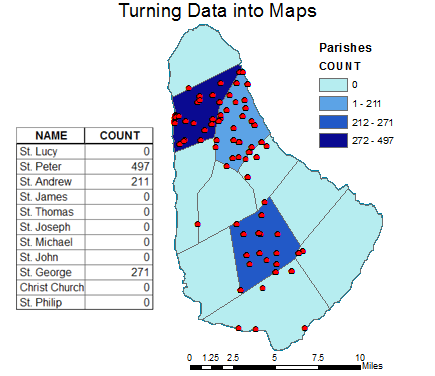 Turning Data into Maps
Parishes
COUNT
0
1 - 211
212 - 271
272 - 497
NAME COUNT
St. Lucy 0
St. Peter 497
St. Andrew 211
St. James 0
St. Thomas 0
St. Joseph 0
St. Michael 0
St. John 0
St. George 271
Christ Church 0
St. Philip 0
0 1.25 2.5 5 7.5 10
Miles